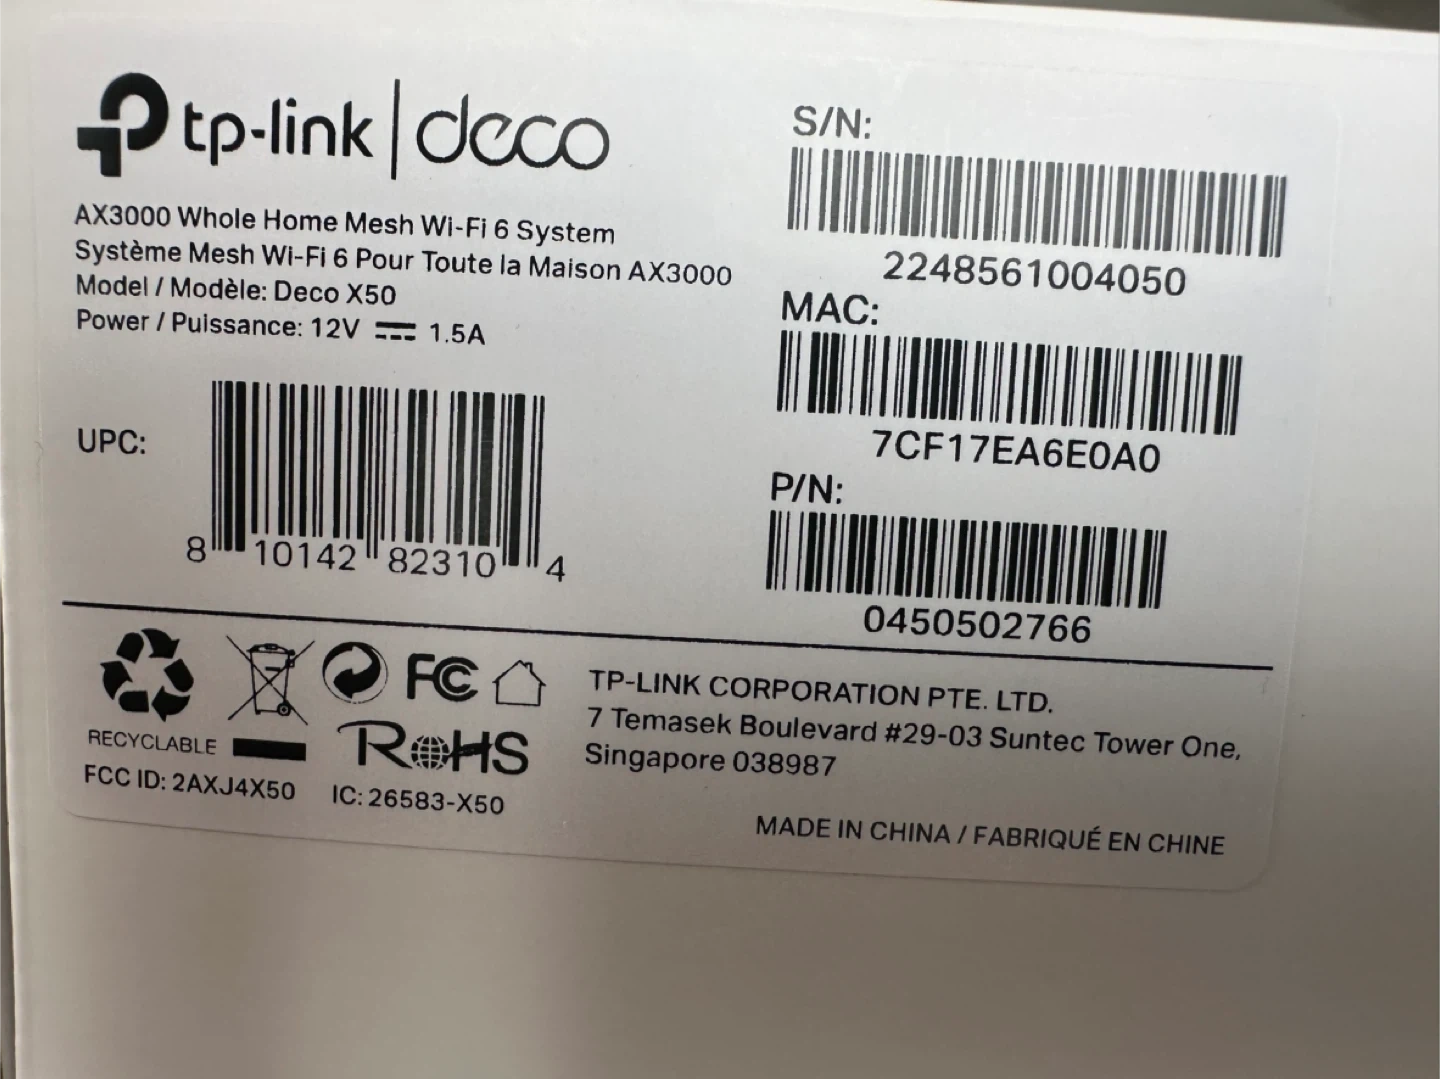 tp-link | deco
AX3000 Whole Home Mesh Wi-Fi 6 System
Système Mesh Wi-Fi 6 Pour Toute la Maison AX3000
Model / Modèle: Deco X50
Power / Puissance: 12V ⎓ 1.5A
UPC:
8 10142 82310 4
S/N:
2248561004050
MAC:
7CF17EA6E0A0
P/N:
0450502766
FC
RECYCLABLE
RoHS
FCC ID: 2AXJ4X50 IC: 26583-X50
TP-LINK CORPORATION PTE. LTD.
7 Temasek Boulevard #29-03 Suntec Tower One,
Singapore 038987
MADE IN CHINA / FABRIQUÉ EN CHINE